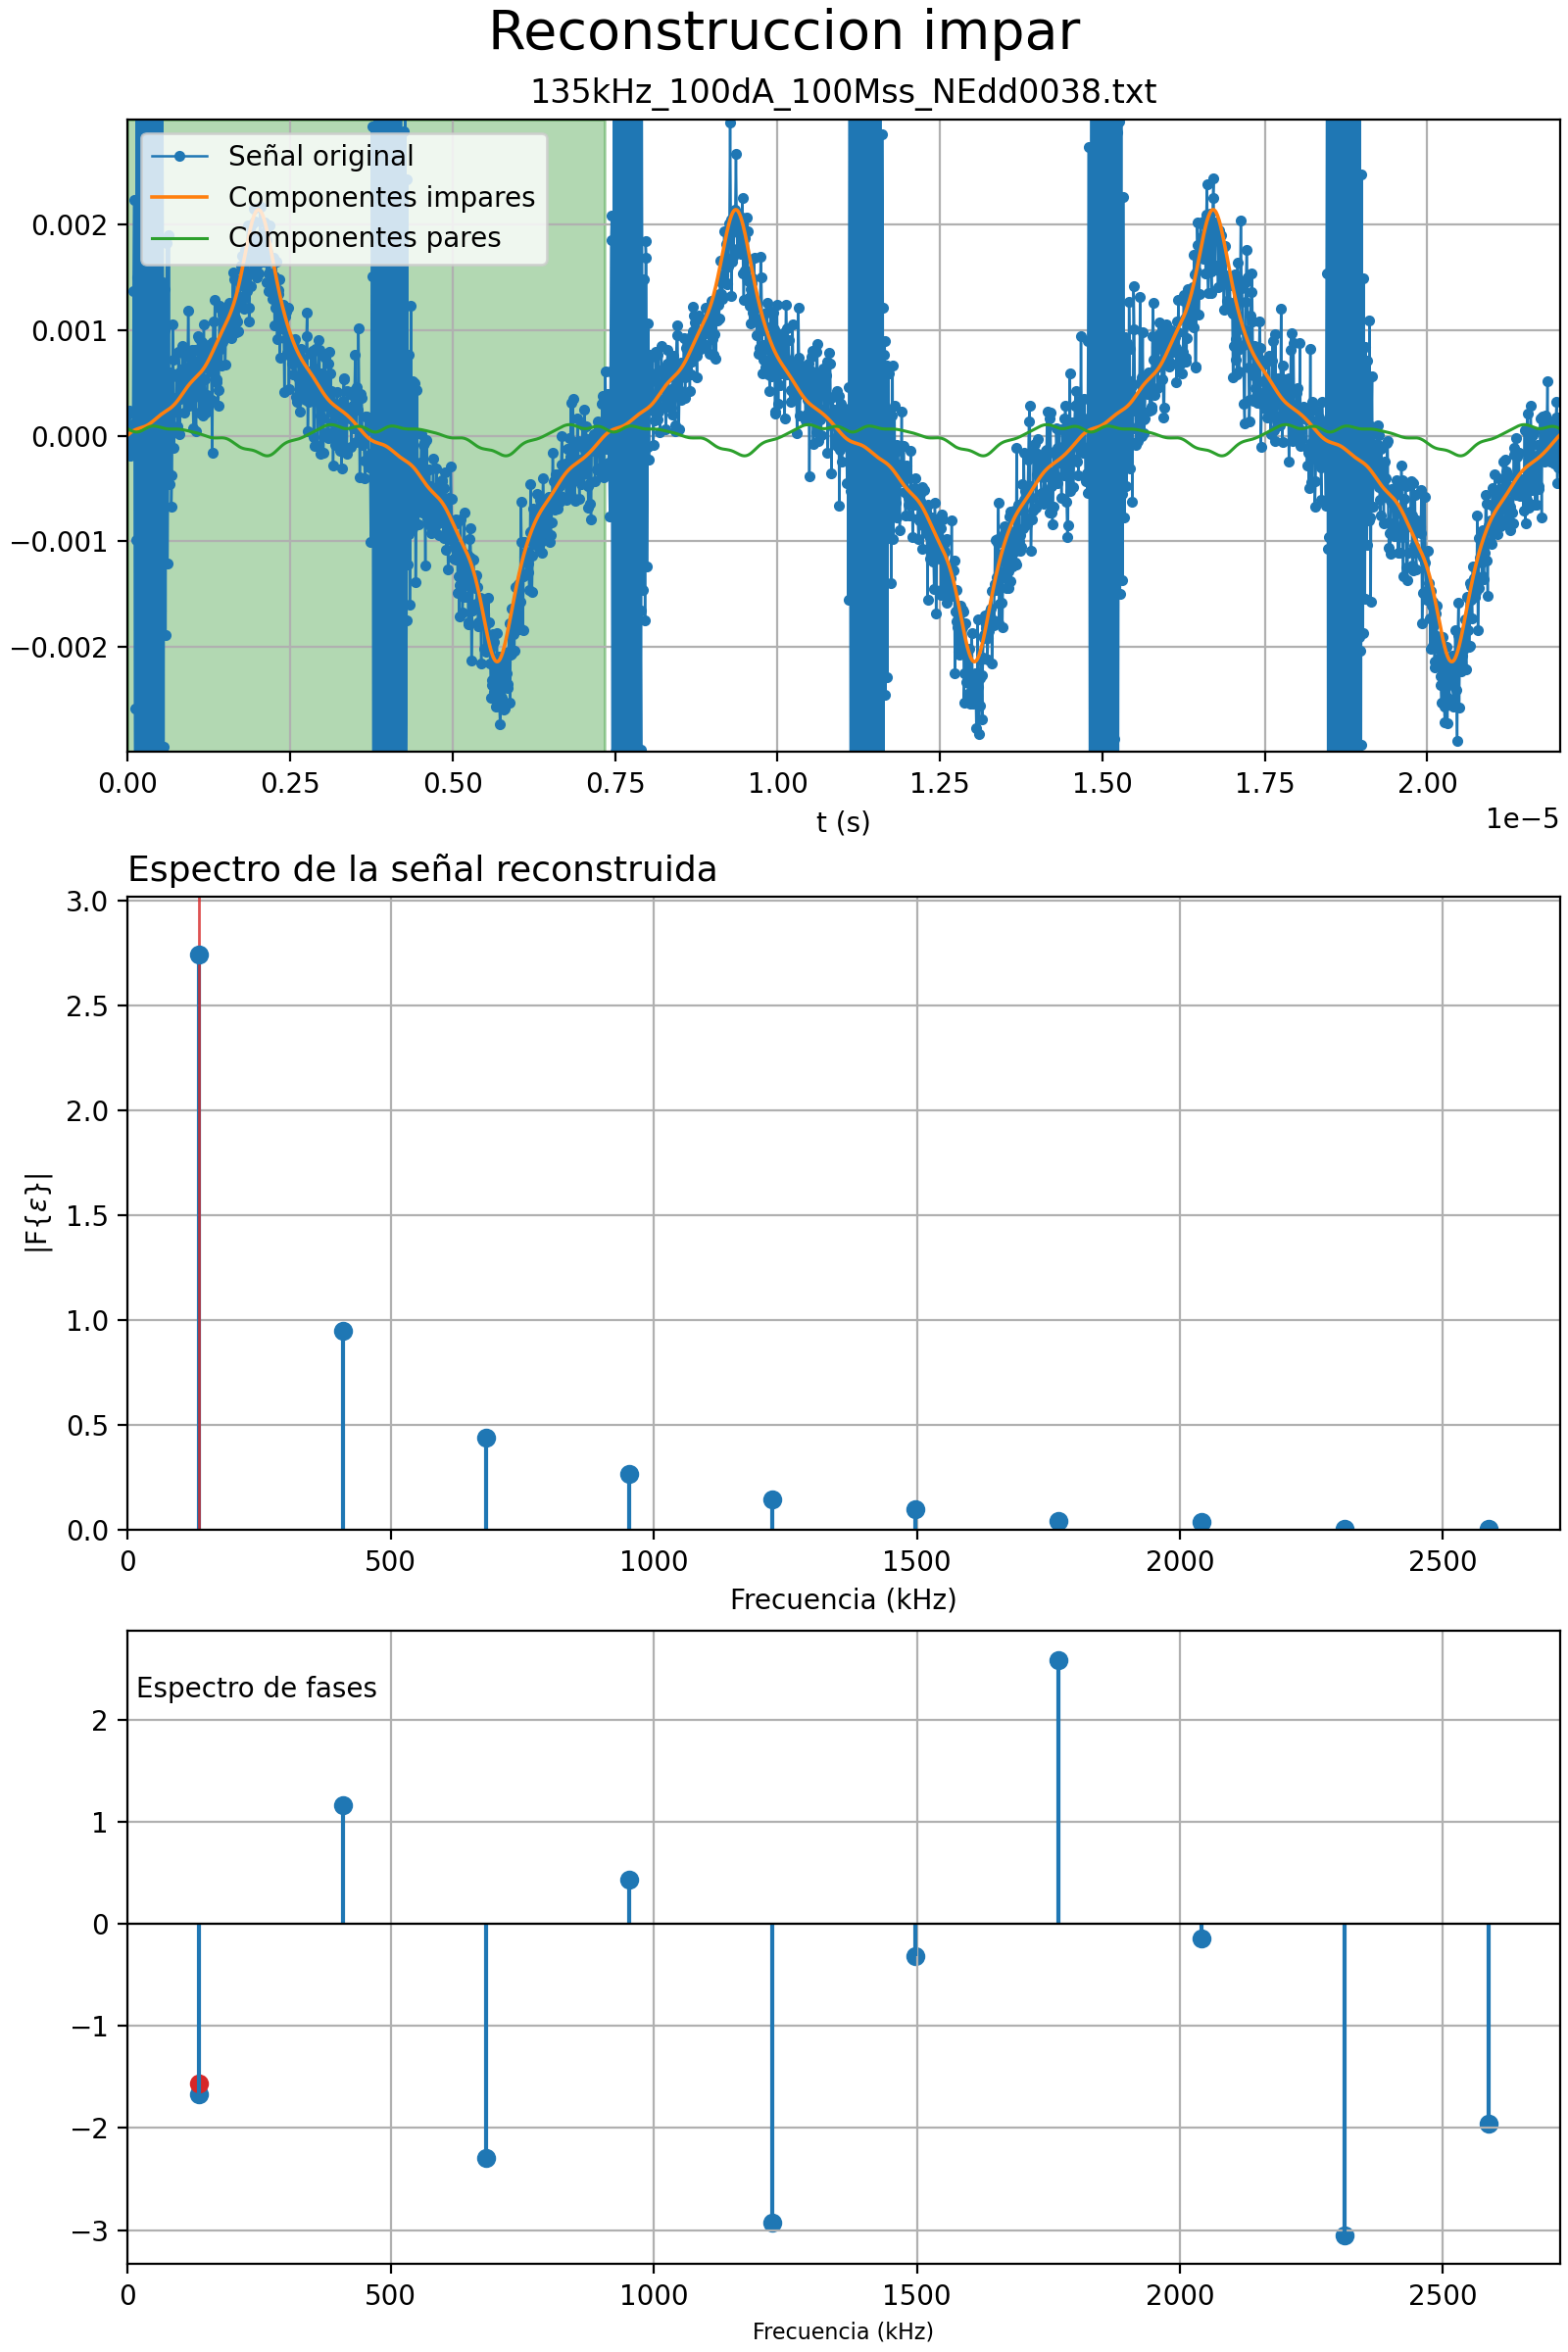 Reconstruccion impar
135kHz_100dA_100Mss_NEdd0038.txt
Señal original
Componentes impares
Componentes pares
0.002
0.001
0.000
−0.001
−0.002
0.00 0.25 0.50 0.75 1.00 1.25 1.50 1.75 2.00
t (s)
1e−5
Espectro de la señal reconstruida
3.0
2.5
2.0
1.5
1.0
0.5
0.0
|F{ε}|
0 500 1000 1500 2000 2500
Frecuencia (kHz)
Espectro de fases
2
1
0
−1
−2
−3
0 500 1000 1500 2000 2500
Frecuencia (kHz)